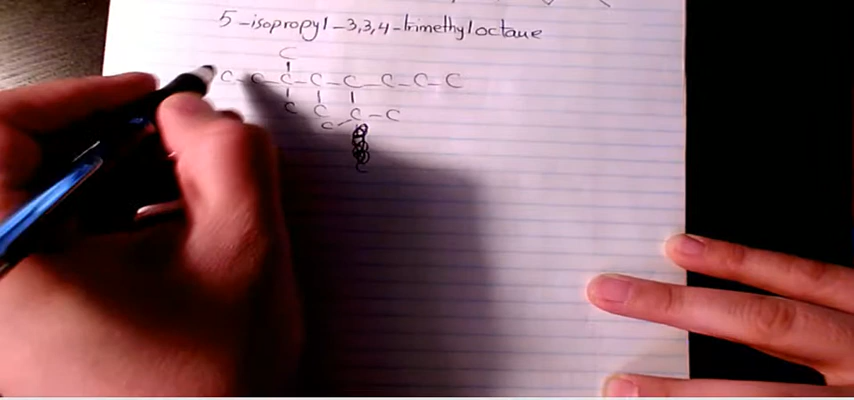 5-isopropyl-3,3,4-trimethyloctane
C
C-C-C-C-C-C-C-C
C C C-C
C
C